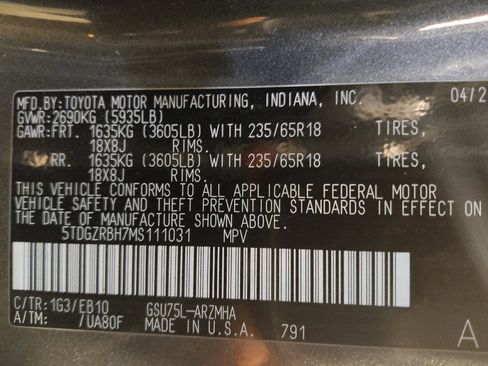 MFD.BY:TOYOTA MOTOR MANUFACTURING, INDIANA, INC. 04/2
GVWR:2690KG (5935LB)
GAWR:FRT. 1635KG (3605LB) WITH 235/65R18 TIRES,
18X8J RIMS.
RR. 1635KG (3605LB) WITH 235/65R18 TIRES,
18X8J RIMS.
THIS VEHICLE CONFORMS TO ALL APPLICABLE FEDERAL MOTOR
VEHICLE SAFETY AND THEFT PREVENTION STANDARDS IN EFFECT ON
THE DATE OF MANUFACTURE SHOWN ABOVE.
5TDGZRBH7MS111031 MPV
C/TR:1G3/EB10 GSU75L-ARZMHA
A/TM: /UA80F MADE IN U.S.A. 791 A